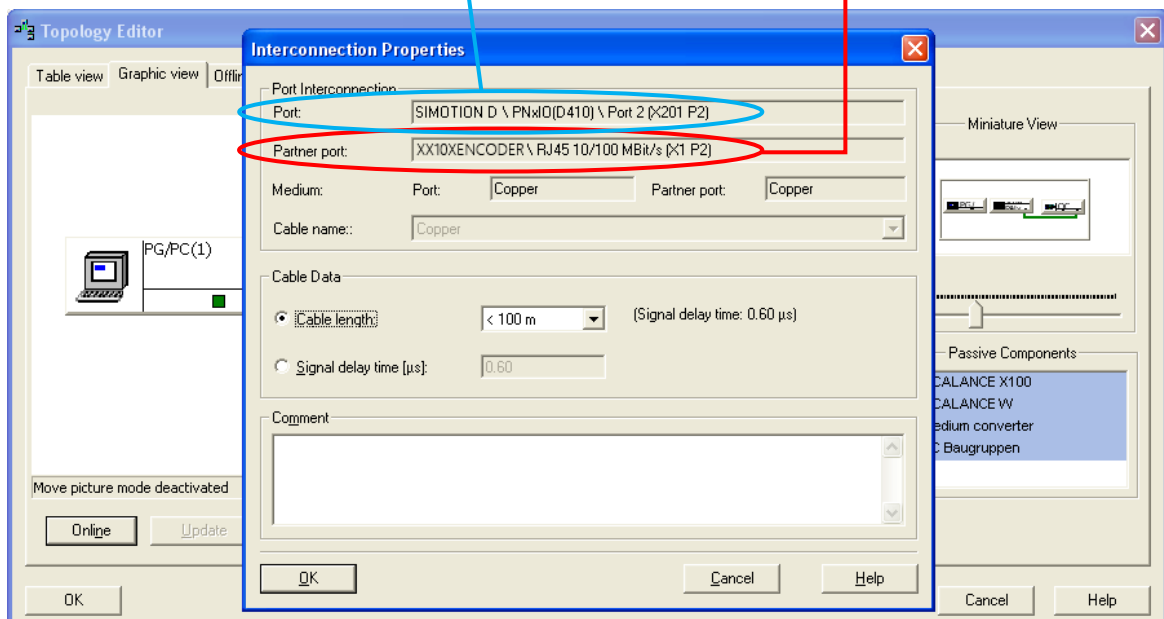 Topology Editor
Table view Graphic view Offlin
PG/PC(1)
Move picture mode deactivated
Online Update
OK
Interconnection Properties
Port Interconnection
Port: SIMOTION D \ PNxIO(D410) \ Port 2 (X201 P2)
Partner port: XX10XENCODER \ RJ45 10/100 MBit/s (X1 P2)
Medium: Port: Copper Partner port: Copper
Cable name:: Copper
Cable Data
Cable length: < 100 m (Signal delay time: 0.60 µs)
Signal delay time [µs]: 0.60
Comment
OK Cancel Help
Miniature View
Passive Components
CALANCE X100
CALANCE W
edium converter
C Baugruppen
Cancel Help